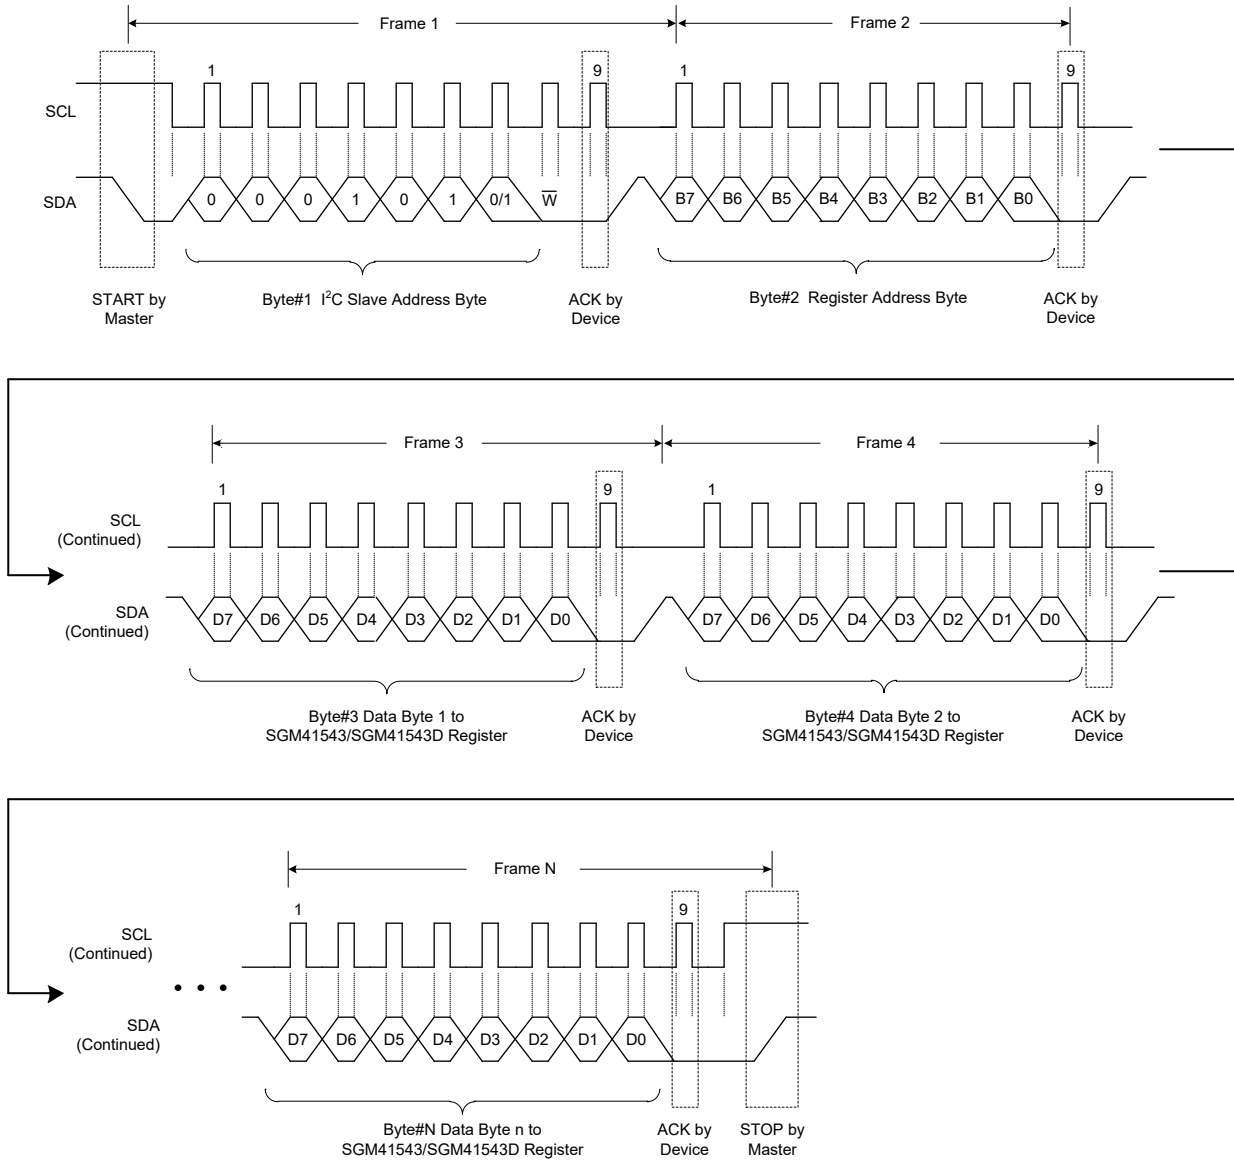 Frame 1 Frame 2
1 9 1 9
SCL
SDA 0 0 0 1 0 1 0/1 W̅ B7 B6 B5 B4 B3 B2 B1 B0
START by Master
Byte#1 I²C Slave Address Byte
ACK by Device
Byte#2 Register Address Byte
ACK by Device
Frame 3 Frame 4
1 9 1 9
SCL
(Continued)
SDA
(Continued)
D7 D6 D5 D4 D3 D2 D1 D0 D7 D6 D5 D4 D3 D2 D1 D0
Byte#3 Data Byte 1 to
SGM41543/SGM41543D Register
ACK by
Device
Byte#4 Data Byte 2 to
SGM41543/SGM41543D Register
ACK by
Device
Frame N
1 9
SCL
(Continued)
• • •
SDA
(Continued)
D7 D6 D5 D4 D3 D2 D1 D0
Byte#N Data Byte n to
SGM41543/SGM41543D Register
ACK by
Device
STOP by
Master